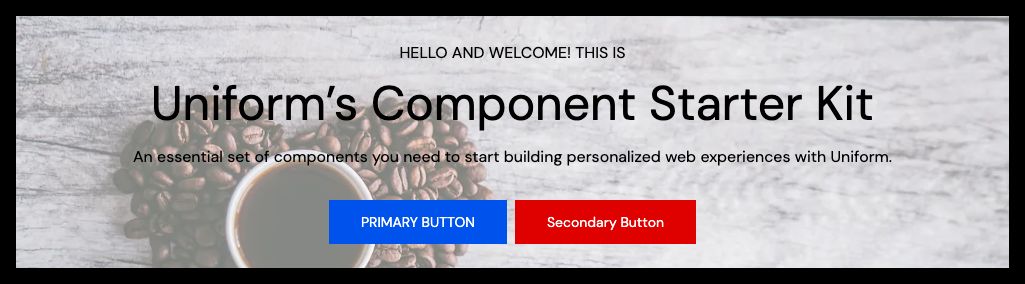 HELLO AND WELCOME! THIS IS
Uniform’s Component Starter Kit
An essential set of components you need to start building personalized web experiences with Uniform.
PRIMARY BUTTON
Secondary Button